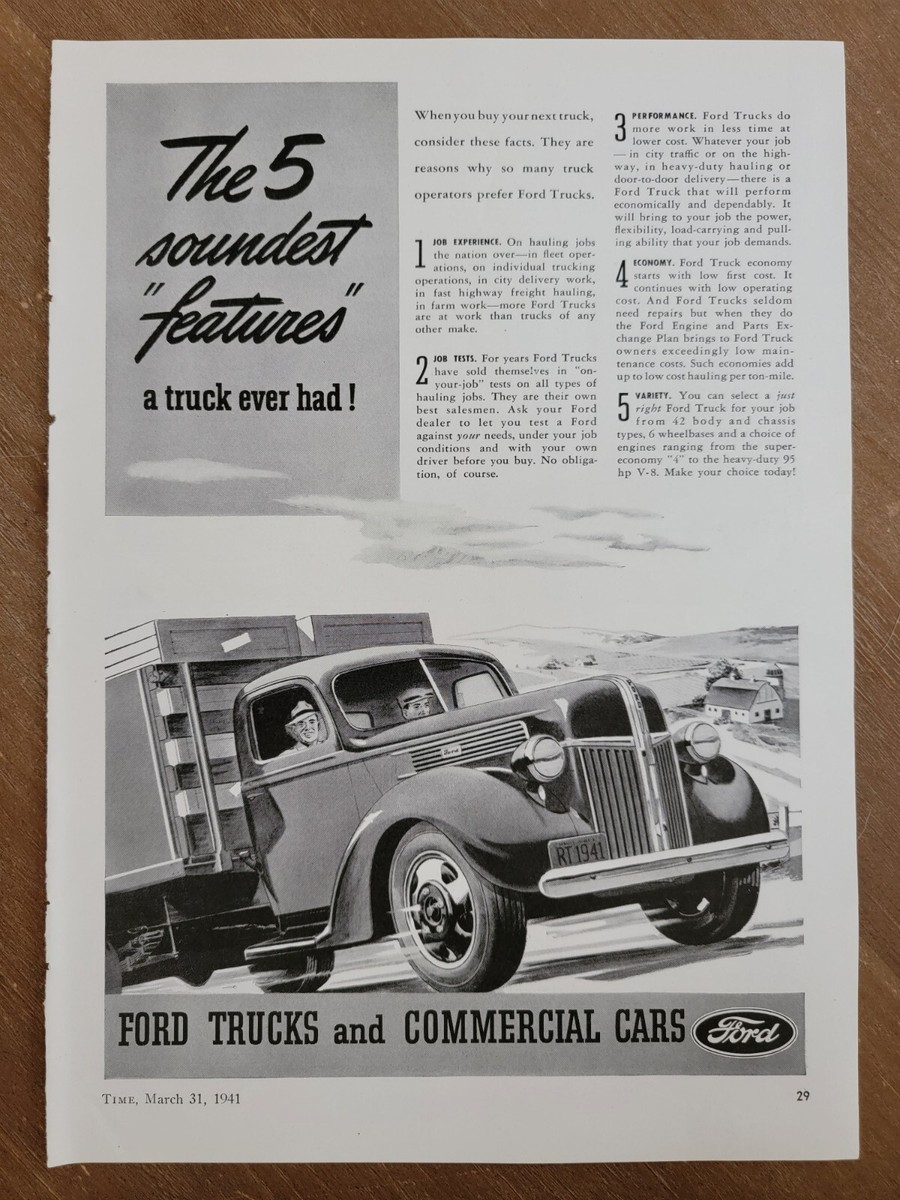 The 5
soundest
"features"
a truck ever had!
When you buy your next truck,
consider these facts. They are
reasons why so many truck
operators prefer Ford Trucks.
1 JOB EXPERIENCE. On hauling jobs
the nation over—in fleet oper-
ations, on individual trucking
operations, in city delivery work,
in fast highway freight hauling,
in farm work—more Ford Trucks
are at work than trucks of any
other make.
2 JOB TESTS. For years Ford Trucks
have sold themselves in "on-
your-job" tests on all types of
hauling jobs. They are their own
best salesmen. Ask your Ford
dealer to let you test a Ford
against your needs, under your job
conditions and with your own
driver before you buy. No obliga-
tion, of course.
3 PERFORMANCE. Ford Trucks do
more work in less time at
lower cost. Whatever your job
—in city traffic or on the high-
way, in heavy-duty hauling or
door-to-door delivery—there is a
Ford Truck that will perform
economically and dependably. It
will bring to your job the power,
flexibility, load-carrying and pull-
ing ability that your job demands.
4 ECONOMY. Ford Truck economy
starts with low first cost. It
continues with low operating
cost. And Ford Trucks seldom
need repairs but when they do
the Ford Engine and Parts Ex-
change Plan brings to Ford Truck
owners exceedingly low main-
tenance costs. Such economies add
up to low cost hauling per ton-mile.
5 VARIETY. You can select a just
right Ford Truck for your job
from 42 body and chassis
types, 6 wheelbases and a choice of
engines ranging from the super-
economy "4" to the heavy-duty 95
hp V-8. Make your choice today!
Ford
RT 1941
FORD TRUCKS and COMMERCIAL CARS
Ford
TIME, March 31, 1941
29